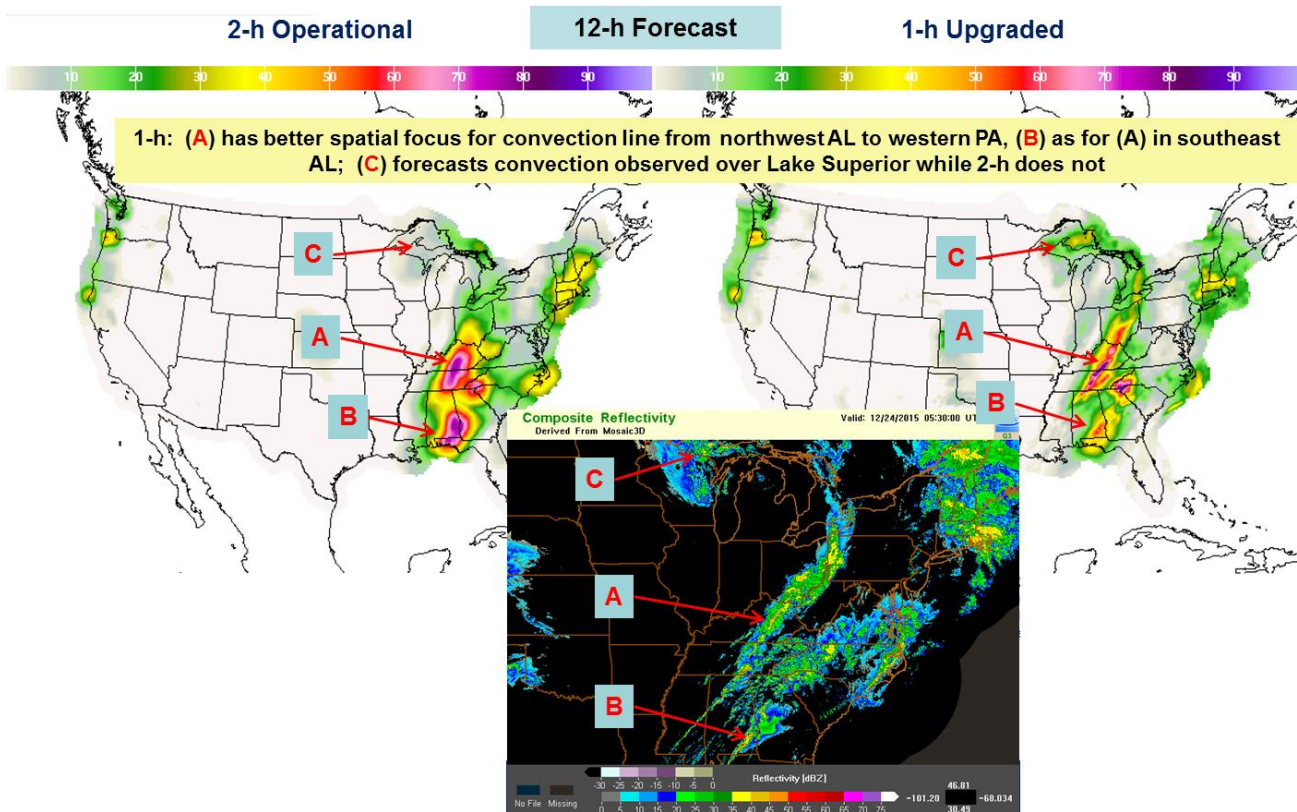 2-h Operational
12-h Forecast
1-h Upgraded
10 20 30 40 50 60 70 80 90
10 20 30 40 50 60 70 80 90
1-h: (A) has better spatial focus for convection line from northwest AL to western PA, (B) as for (A) in southeast
AL; (C) forecasts convection observed over Lake Superior while 2-h does not
C
C
A
A
B
B
Composite Reflectivity
Valid: 12/24/2015 05:30:00 UT
Derived From Mosaic3D
Q3
C
A
B
-30 -25 -20 -15 -10 -5 0
Reflectivity [dBZ]
46.81
-101.20
-68.034
No File
Missing
0 5 10 15 20 25 30 35 40 45 50 55 60 65 70 75
30.49